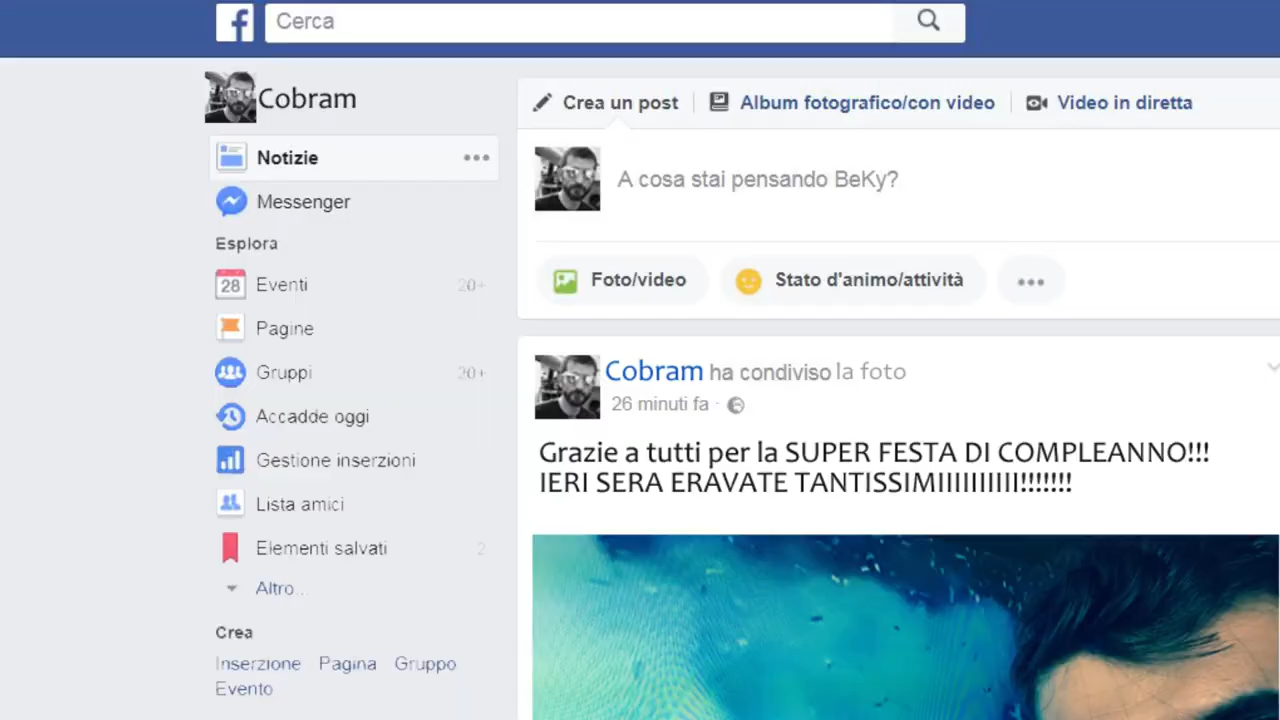 f Cerca
Cobram
Crea un post Album fotografico/con video Video in diretta
Notizie
A cosa stai pensando BeKy?
Messenger
Esplora
28 Eventi 20+
Foto/video Stato d'animo/attività
Pagine
Gruppi 20+
Accadde oggi
Gestione inserzioni
Lista amici
Elementi salvati 2
Altro...
Crea
Inserzione Pagina Gruppo
Evento
Cobram ha condiviso la foto
26 minuti fa ·
Grazie a tutti per la SUPER FESTA DI COMPLEANNO!!!
IERI SERA ERAVATE TANTISSIMIIIIIIIIII!!!!!!!